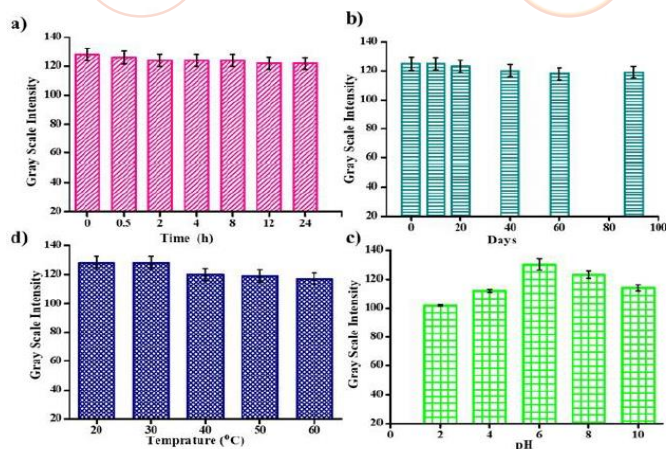 a)
Gray Scale Intensity
140
120
100
80
60
40
20
0 0.5 2 4 8 12 24
Time (h)
b)
Gray Scale Intensity
140
120
100
80
60
40
20
0 20 40 60 80 100
Days
d)
Gray Scale Intensity
140
120
100
80
60
40
20
20 30 40 50 60
Temprature (°C)
c)
Gray Scale Intensity
140
120
100
80
60
40
20
0 2 4 6 8 10
pH